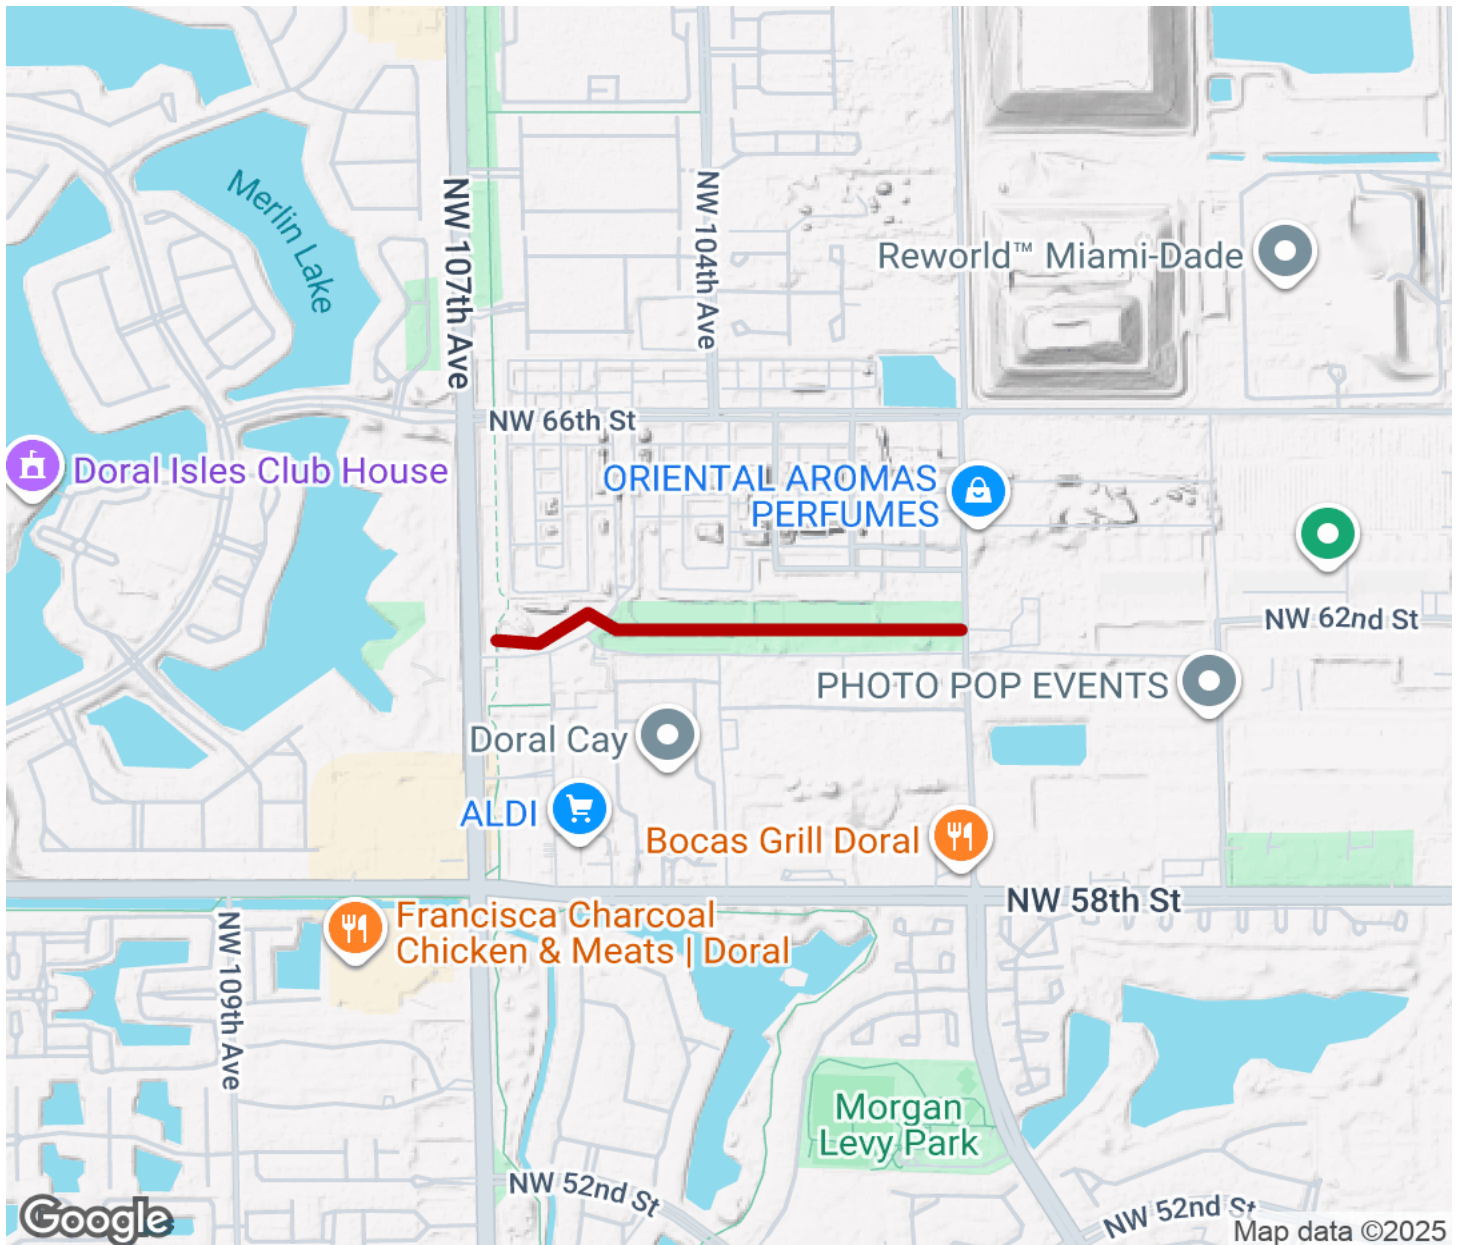 Merlin
Lake
NW 107th Ave
NW 104th Ave
Reworld™ Miami-Dade
NW 66th St
Doral Isles Club House
ORIENTAL AROMAS
PERFUMES
NW 62nd St
PHOTO POP EVENTS
Doral Cay
ALDI
Bocas Grill Doral
NW 58th St
Francisca Charcoal
Chicken & Meats | Doral
NW 109th Ave
Morgan
Levy Park
NW 52nd St
NW 52nd St
Google
Map data ©2025